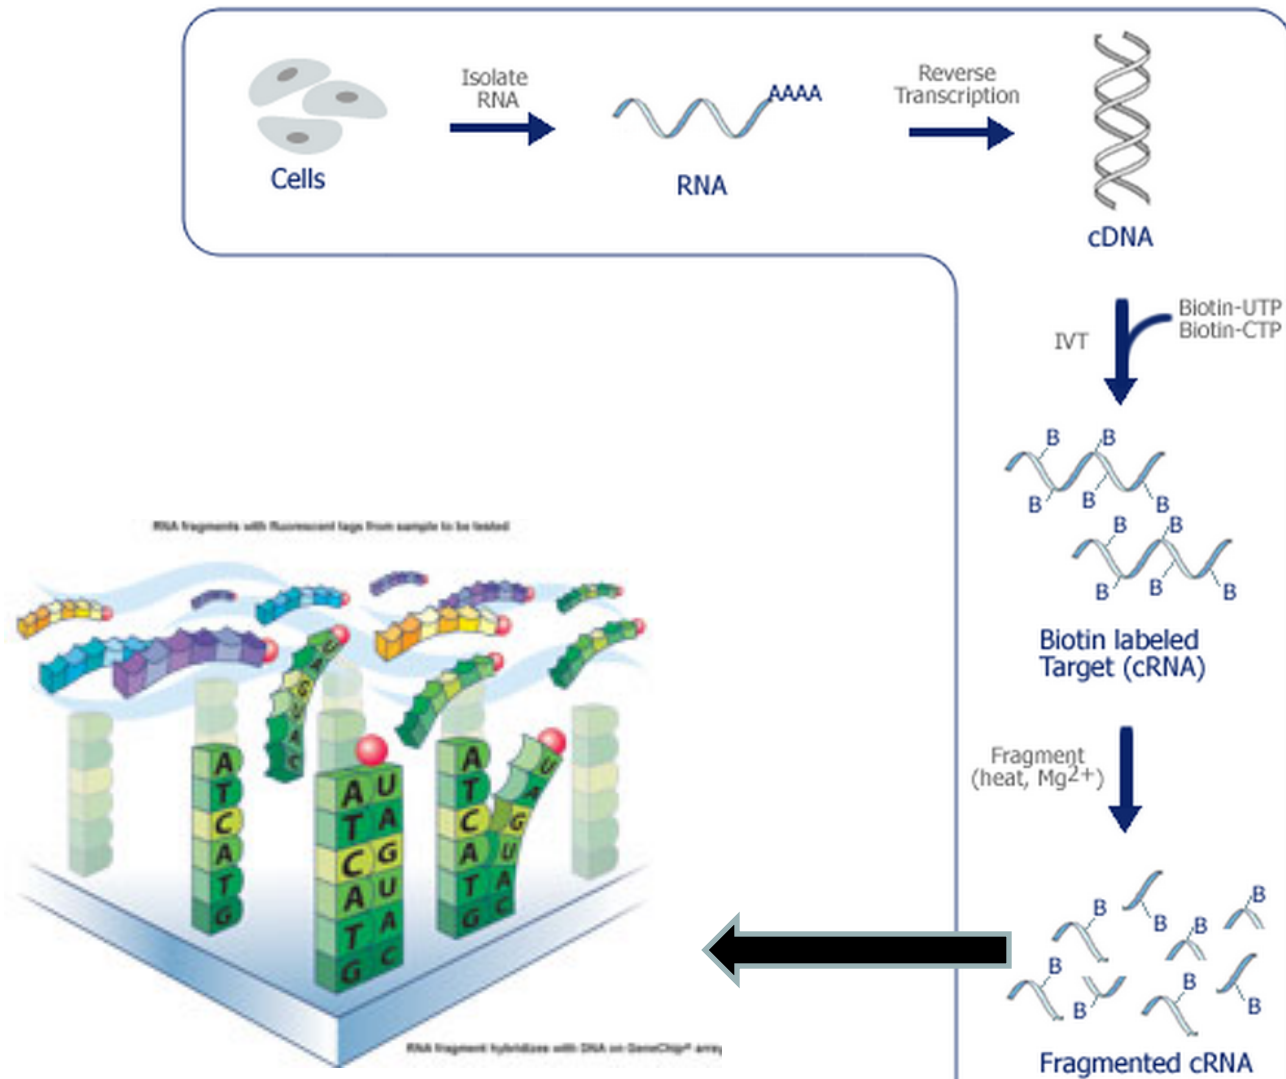 Isolate
RNA
Cells
AAAA
RNA
Reverse
Transcription
cDNA
IVT
Biotin-UTP
Biotin-CTP
B
B
B
B
B
B
B
B
B
B
Biotin labeled
Target (cRNA)
Fragment
(heat, Mg2+)
B
B
B
B
B
B
B
B
Fragmented cRNA
RNA fragments with fluorescent tags from sample to be tested
U
A
G
U
A
C
A
T
C
A
T
G
A U
T A
C G
A U
T A
G C
A U
T A
C G
A U
T A
G C
RNA fragment hybridizes with DNA on GeneChip® array